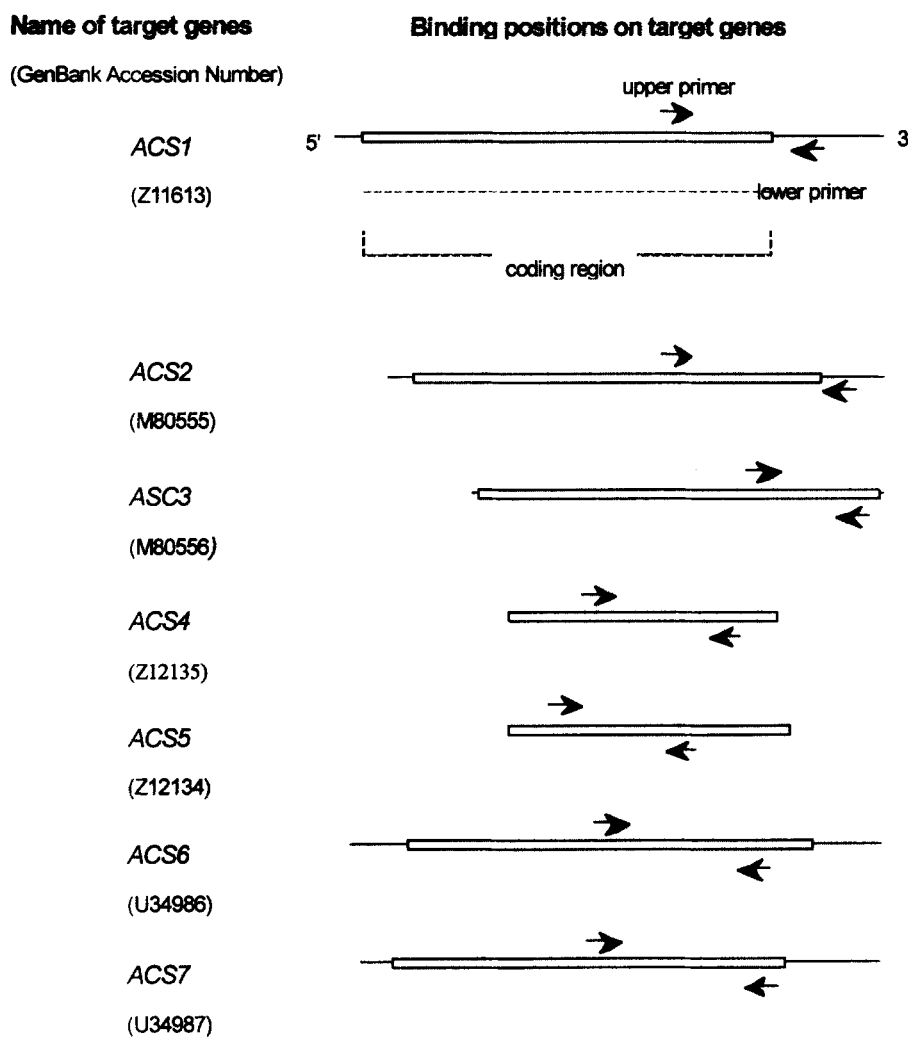 Name of target genes Binding positions on target genes
(GenBank Accession Number)
upper primer
ACS1 5' 3
(Z11613) lower primer
coding region
ACS2
(M80555)
ASC3
(M80556)
ACS4
(Z12135)
ACS5
(Z12134)
ACS6
(U34986)
ACS7
(U34987)